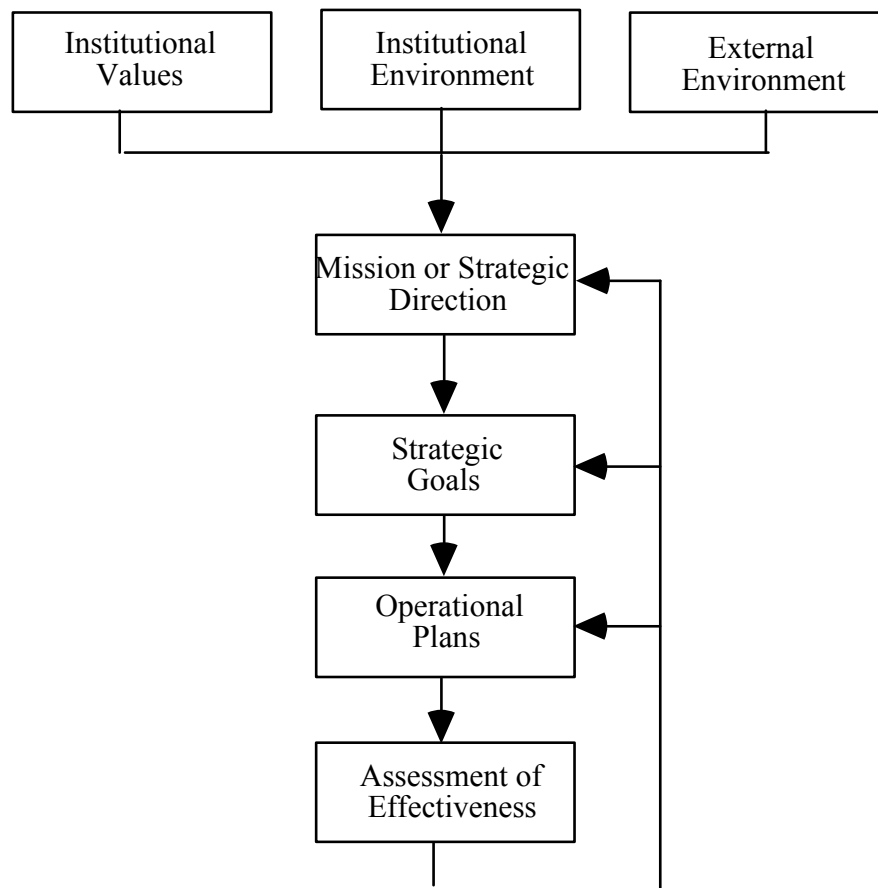 Institutional
Values
Institutional
Environment
External
Environment
Mission or Strategic
Direction
Strategic
Goals
Operational
Plans
Assessment of
Effectiveness